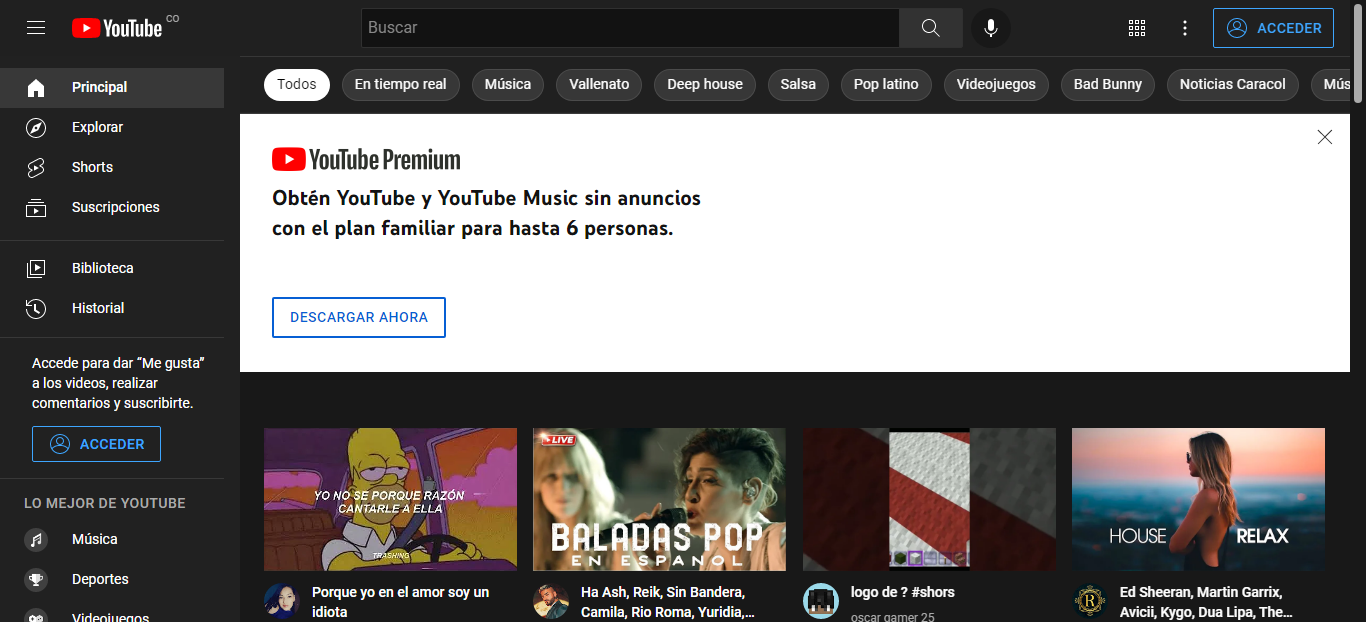 YouTube CO
Buscar
ACCEDER
Principal
Explorar
Shorts
Suscripciones
Biblioteca
Historial
Accede para dar “Me gusta”
a los videos, realizar
comentarios y suscribirte.
ACCEDER
LO MEJOR DE YOUTUBE
Música
Deportes
Videojuegos
Todos
En tiempo real
Música
Vallenato
Deep house
Salsa
Pop latino
Videojuegos
Bad Bunny
Noticias Caracol
Mús
YouTube Premium
Obtén YouTube y YouTube Music sin anuncios
con el plan familiar para hasta 6 personas.
DESCARGAR AHORA
YO NO SE PORQUE RAZÓN
CANTARLE A ELLA
TRASHING
Porque yo en el amor soy un
idiota
LIVE
BALADAS POP
EN ESPAÑOL
Ha Ash, Reik, Sin Bandera,
Camila, Rio Roma, Yuridia,...
logo de ? #shors
oscar gamer 25
HOUSE RELAX
R
Ed Sheeran, Martin Garrix,
Avicii, Kygo, Dua Lipa, The...